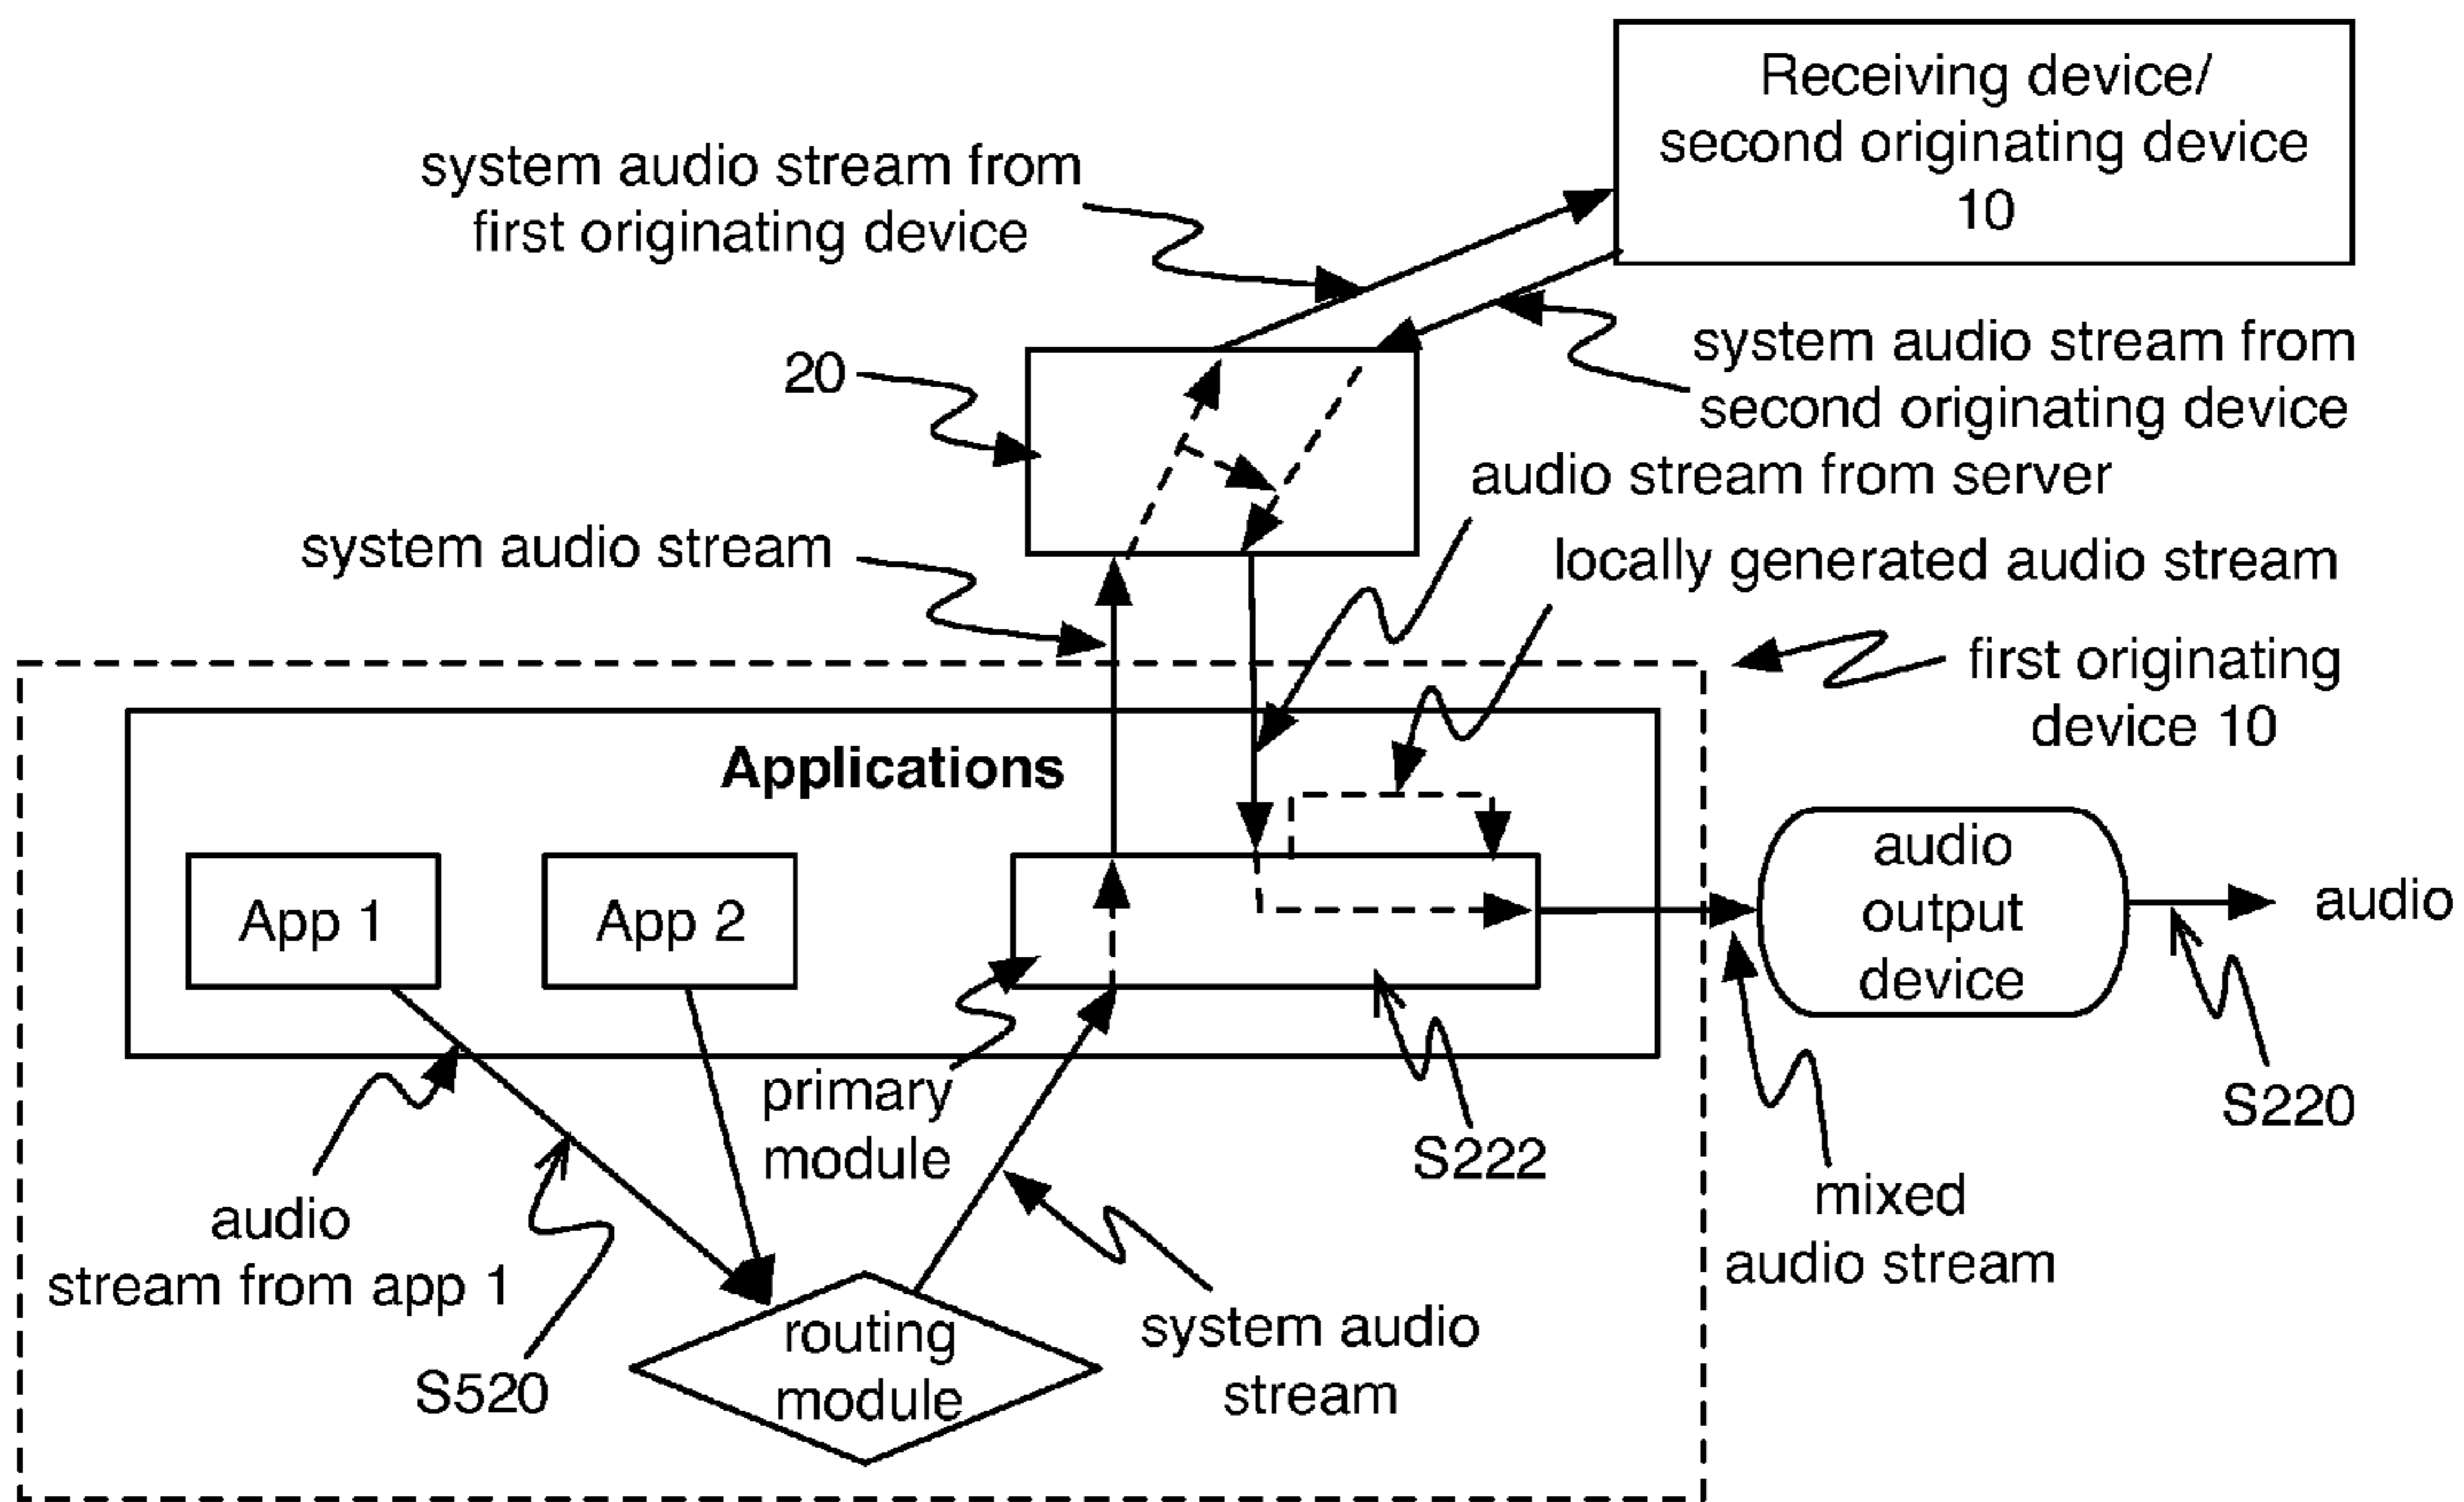 Receiving device/
second originating device
10
system audio stream from
first originating device
20
system audio stream from
second originating device
audio stream from server
system audio stream
locally generated audio stream
first originating
device 10
Applications
App 1
App 2
audio
output
device
audio
primary
module
S222
S220
audio
stream from app 1
mixed
audio stream
S520
routing
module
system audio
stream